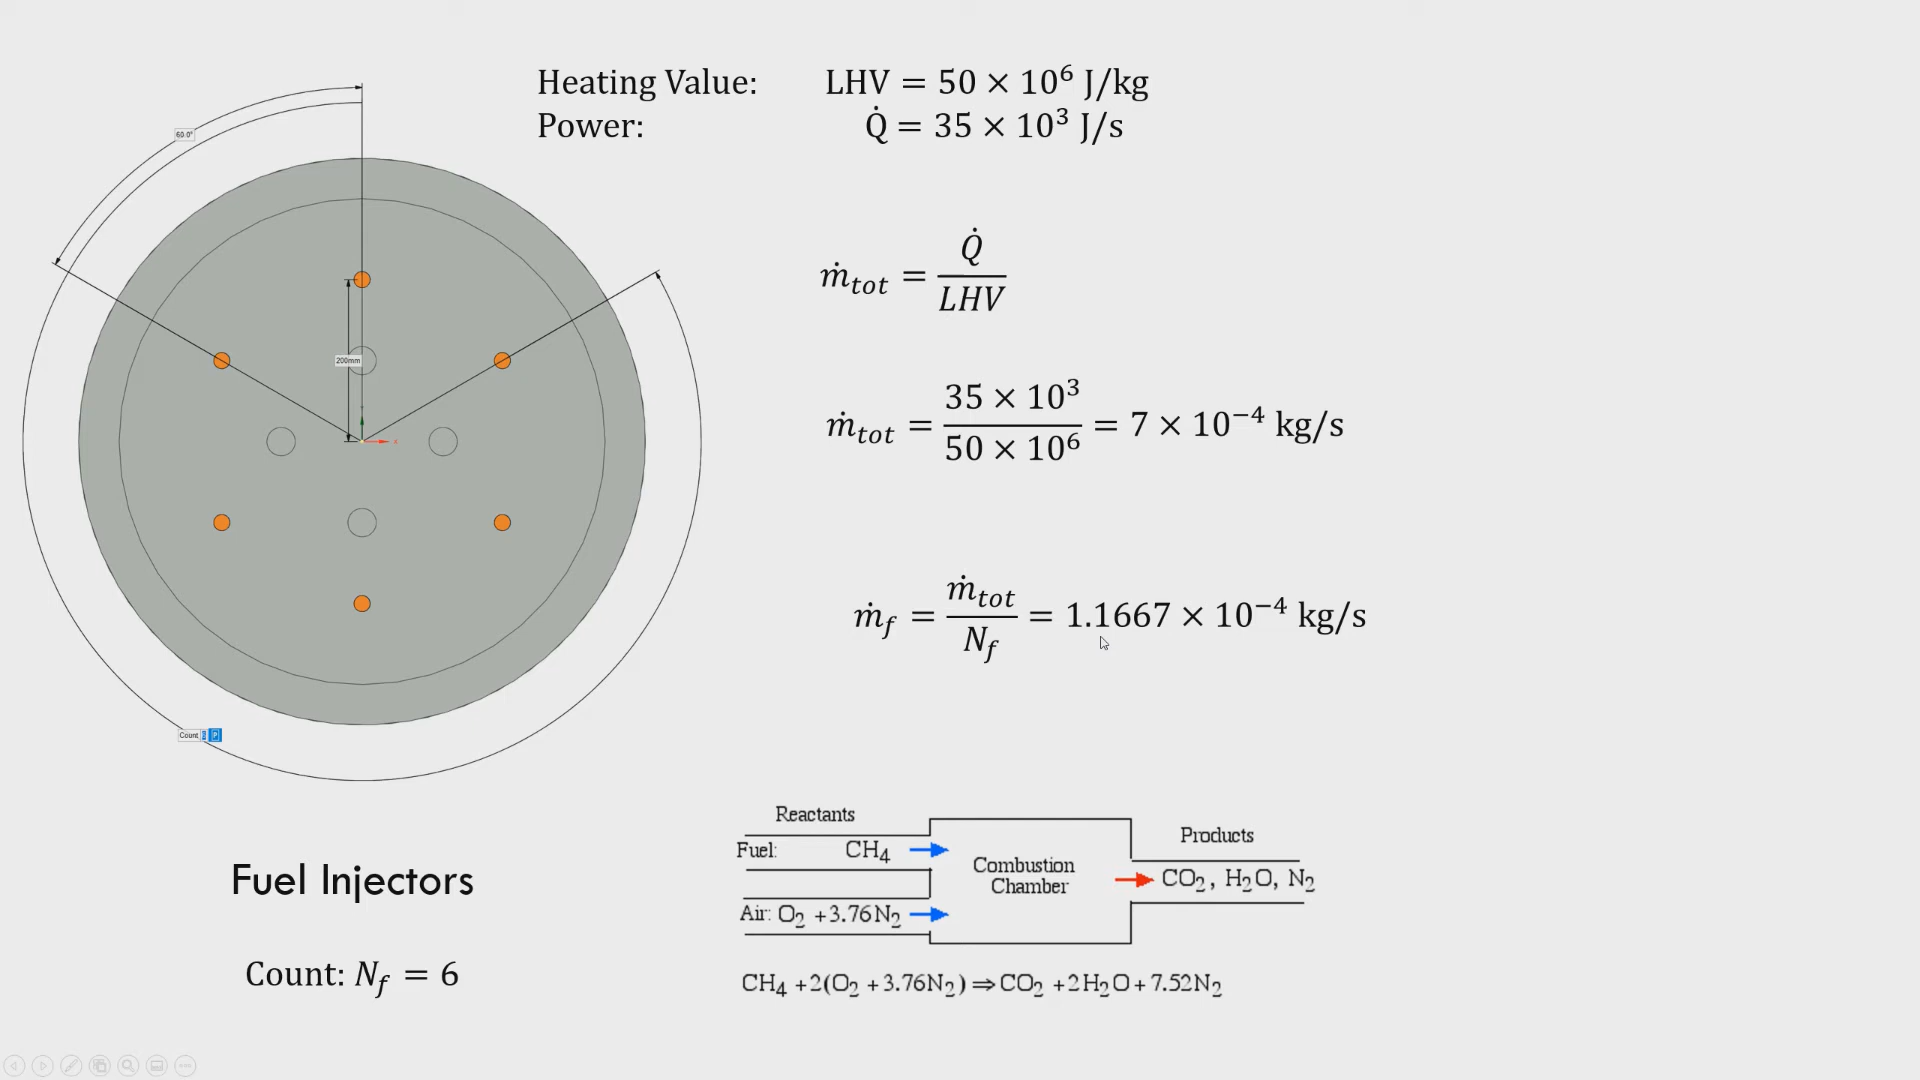 Heating Value: LHV = 50 × 10⁶ J/kg
Power: Q̇ = 35 × 10³ J/s
60.0°
ṁ_tot = Q̇ / LHV
200mm
x
ṁ_tot = 35 × 10³ / 50 × 10⁶ = 7 × 10⁻⁴ kg/s
ṁ_f = ṁ_tot / N_f = 1.1667 × 10⁻⁴ kg/s
Count P
Reactants
Products
Fuel: CH₄
Combustion
Chamber
CO₂, H₂O, N₂
Air: O₂ +3.76N₂
CH₄ +2(O₂ +3.76N₂) ⇒ CO₂ +2H₂O+7.52N₂
Fuel Injectors
Count: N_f = 6